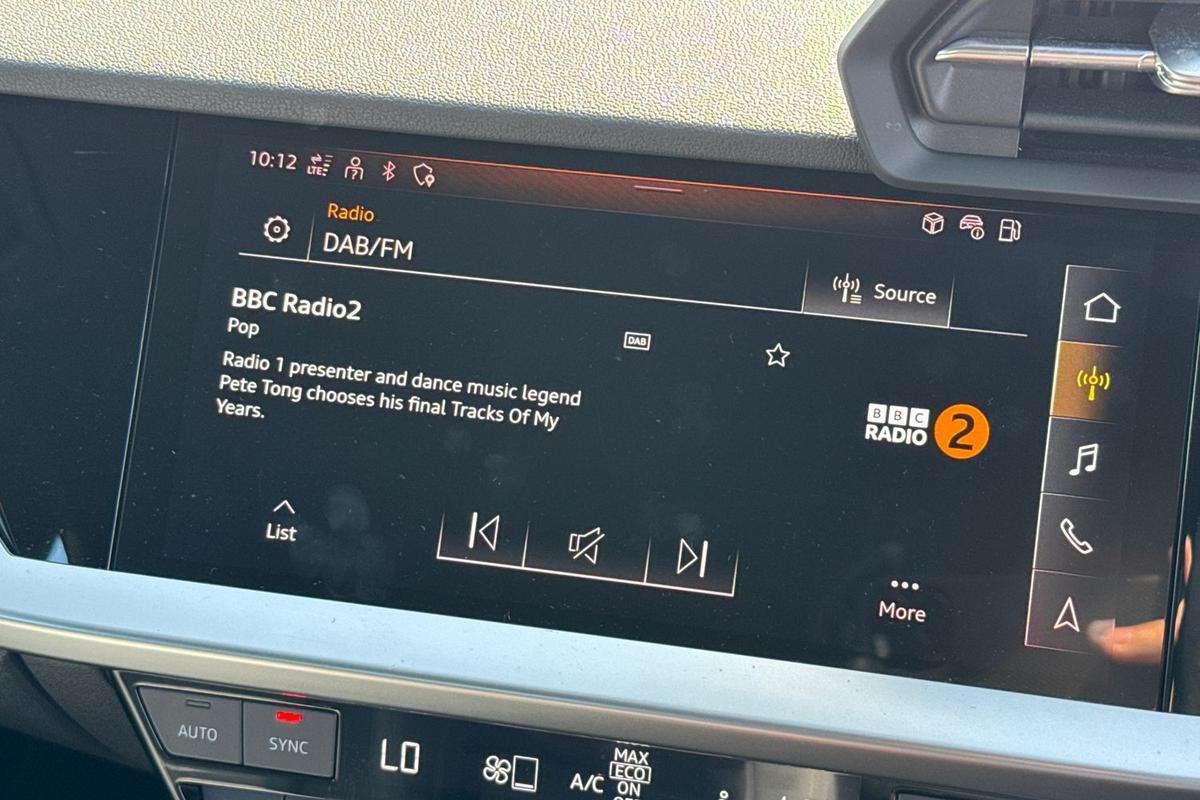 10:12 LTE
Radio
DAB/FM
Source
BBC Radio2
Pop
DAB
Radio 1 presenter and dance music legend
Pete Tong chooses his final Tracks Of My
Years.
BBC
RADIO 2
List
More
AUTO
SYNC
LO
A/C
MAX
ECO
ON